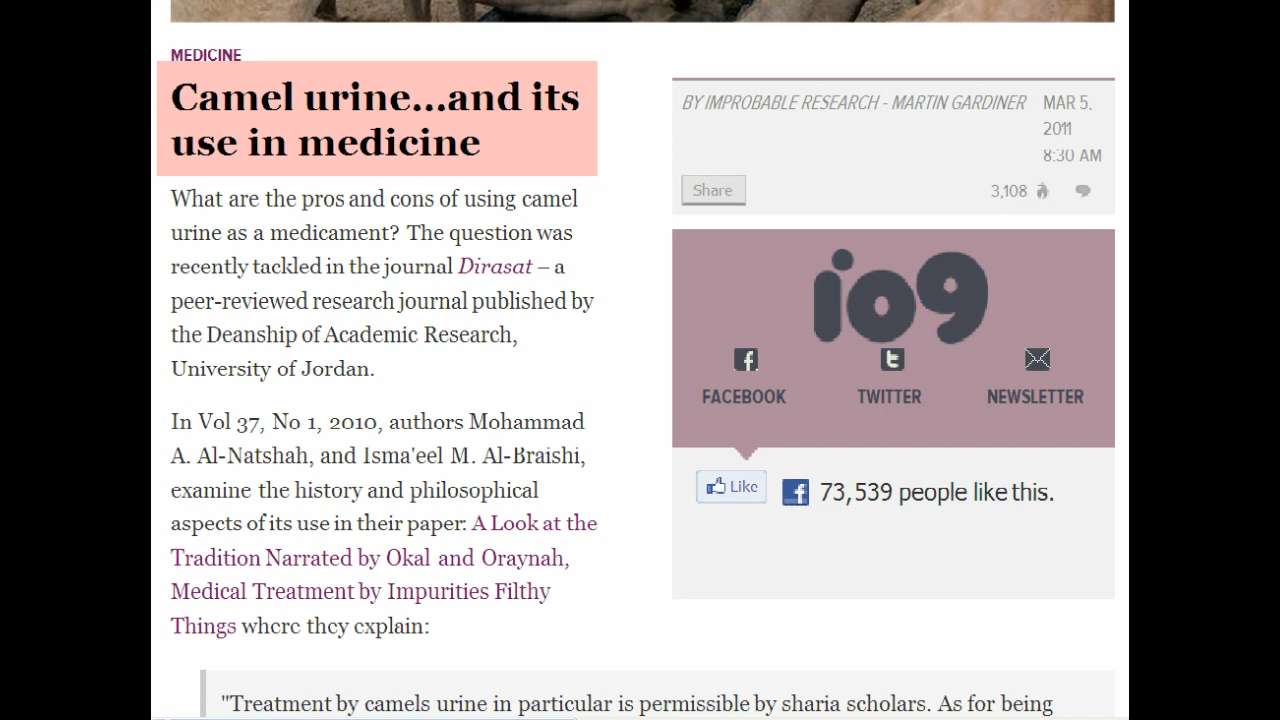 MEDICINE
Camel urine...and its
use in medicine
What are the pros and cons of using camel
urine as a medicament? The question was
recently tackled in the journal Dirasat – a
peer-reviewed research journal published by
the Deanship of Academic Research,
University of Jordan.
In Vol 37, No 1, 2010, authors Mohammad
A. Al-Natshah, and Isma'eel M. Al-Braishi,
examine the history and philosophical
aspects of its use in their paper: A Look at the
Tradition Narrated by Okal and Oraynah,
Medical Treatment by Impurities Filthy
Things where they explain:
"Treatment by camels urine in particular is permissible by sharia scholars. As for being
BY IMPROBABLE RESEARCH - MARTIN GARDINER
MAR 5,
2011
8:30 AM
Share
3,108
io9
FACEBOOK
TWITTER
NEWSLETTER
Like
73,539 people like this.